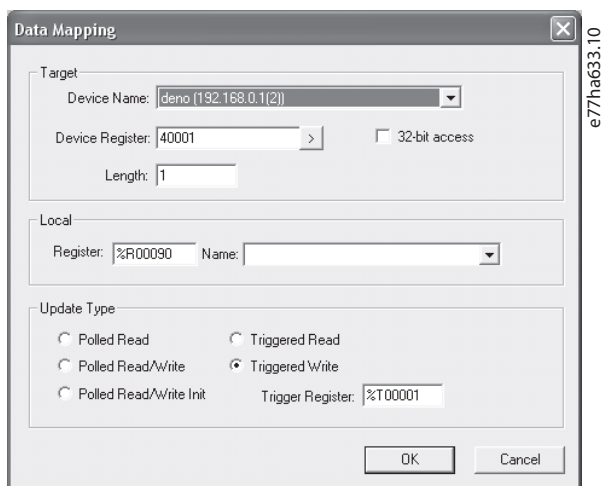 Data Mapping
Target
Device Name: deno (192.168.0.1(2))
Device Register: 40001 > 32-bit access
Length: 1
Local
Register: %R00090 Name:
Update Type
Polled Read Triggered Read
Polled Read/Write Triggered Write
Polled Read/Write Init Trigger Register: %T00001
OK Cancel
e77ha633.10